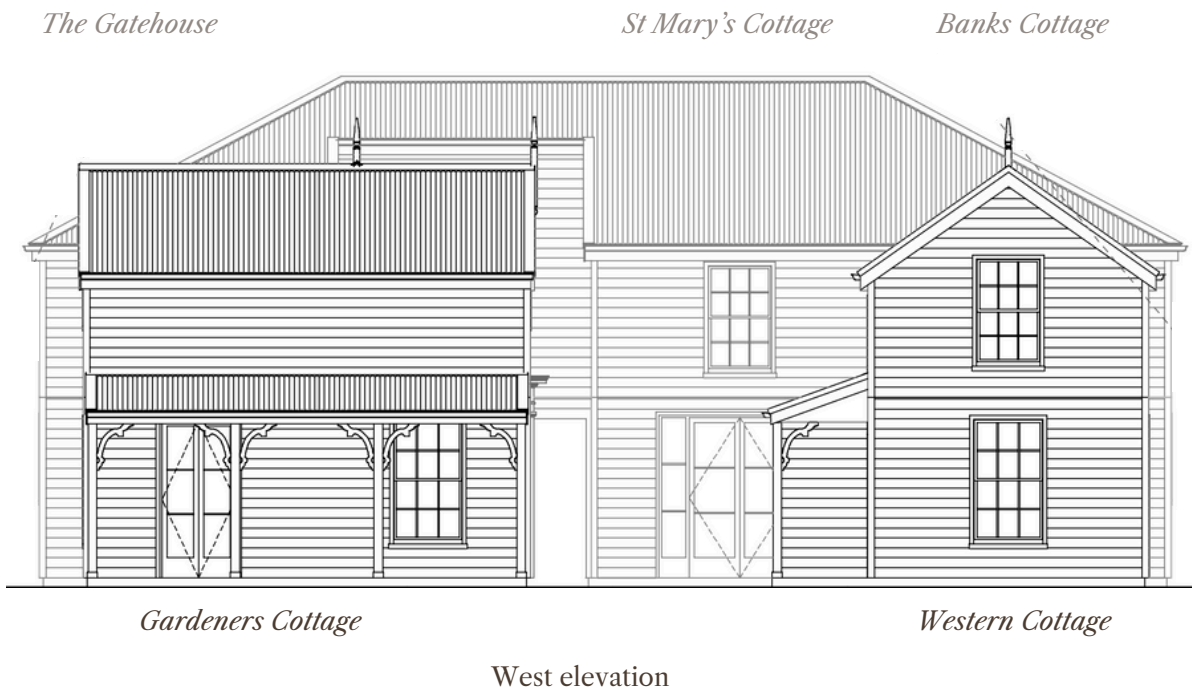 The Gatehouse St Mary’s Cottage Banks Cottage
Gardeners Cottage Western Cottage
West elevation